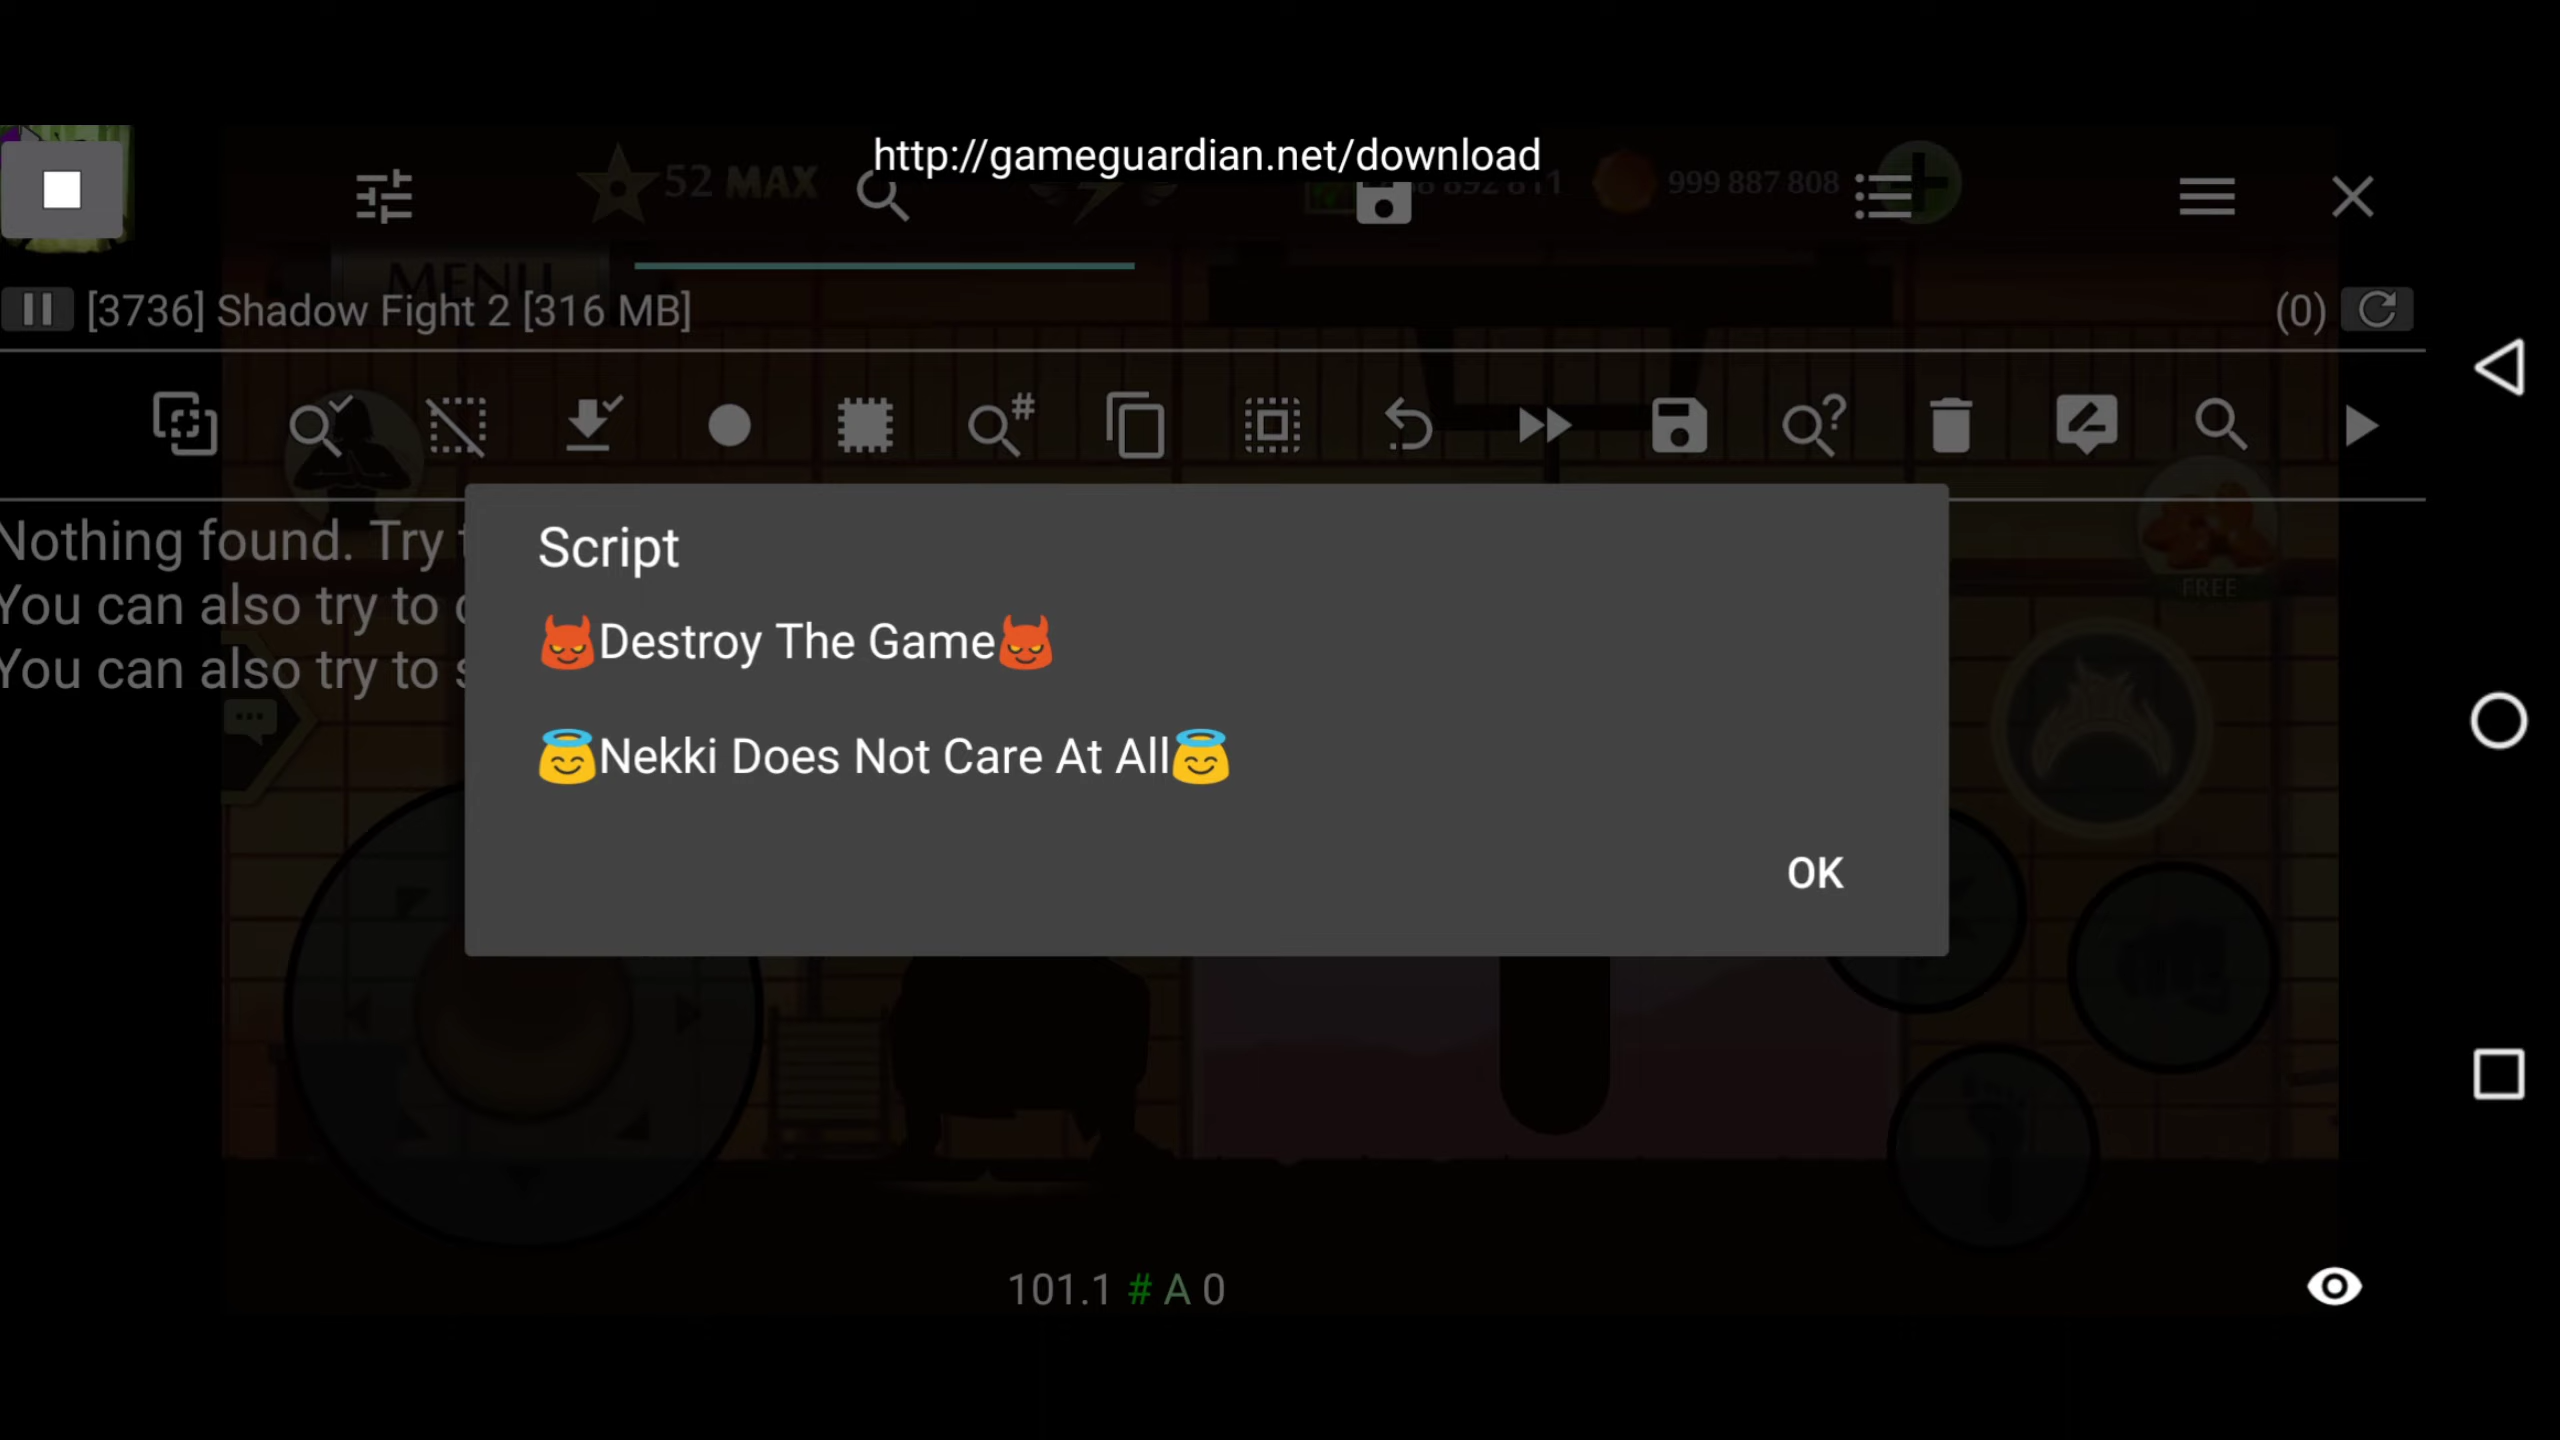 http://gameguardian.net/download
52 MAX
999 887 808
MENU
[3736] Shadow Fight 2 [316 MB]
(0)
#
?
Nothing found. Try
You can also try to
You can also try to
FREE
Script
😈Destroy The Game😈
😇Nekki Does Not Care At All😇
OK
101.1 # A 0